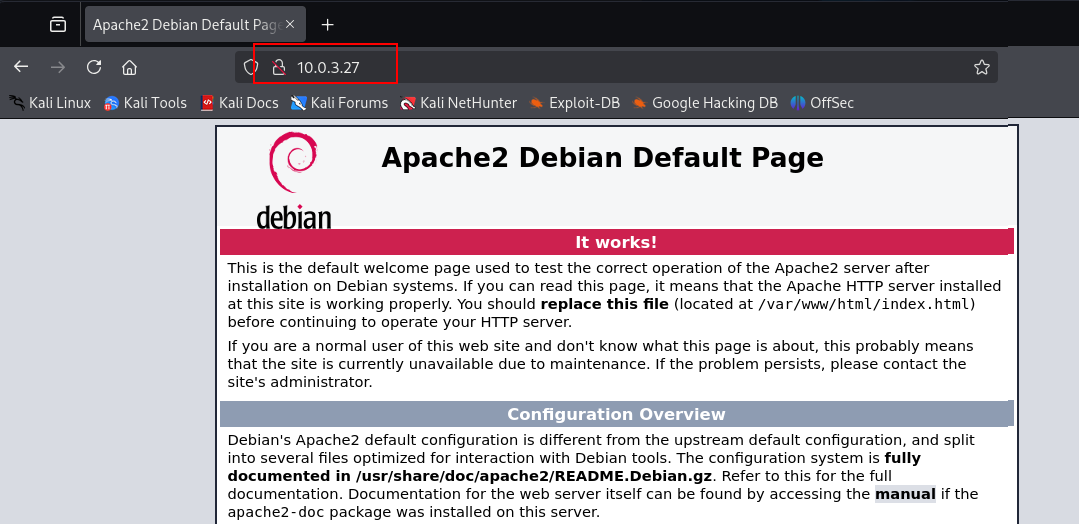 Apache2 Debian Default Pag
10.0.3.27
Kali Linux Kali Tools Kali Docs Kali Forums Kali NetHunter Exploit-DB Google Hacking DB OffSec
debian
Apache2 Debian Default Page
It works!
This is the default welcome page used to test the correct operation of the Apache2 server after
installation on Debian systems. If you can read this page, it means that the Apache HTTP server installed
at this site is working properly. You should replace this file (located at /var/www/html/index.html)
before continuing to operate your HTTP server.
If you are a normal user of this web site and don't know what this page is about, this probably means
that the site is currently unavailable due to maintenance. If the problem persists, please contact the
site's administrator.
Configuration Overview
Debian's Apache2 default configuration is different from the upstream default configuration, and split
into several files optimized for interaction with Debian tools. The configuration system is fully
documented in /usr/share/doc/apache2/README.Debian.gz. Refer to this for the full
documentation. Documentation for the web server itself can be found by accessing the manual if the
apache2-doc package was installed on this server.